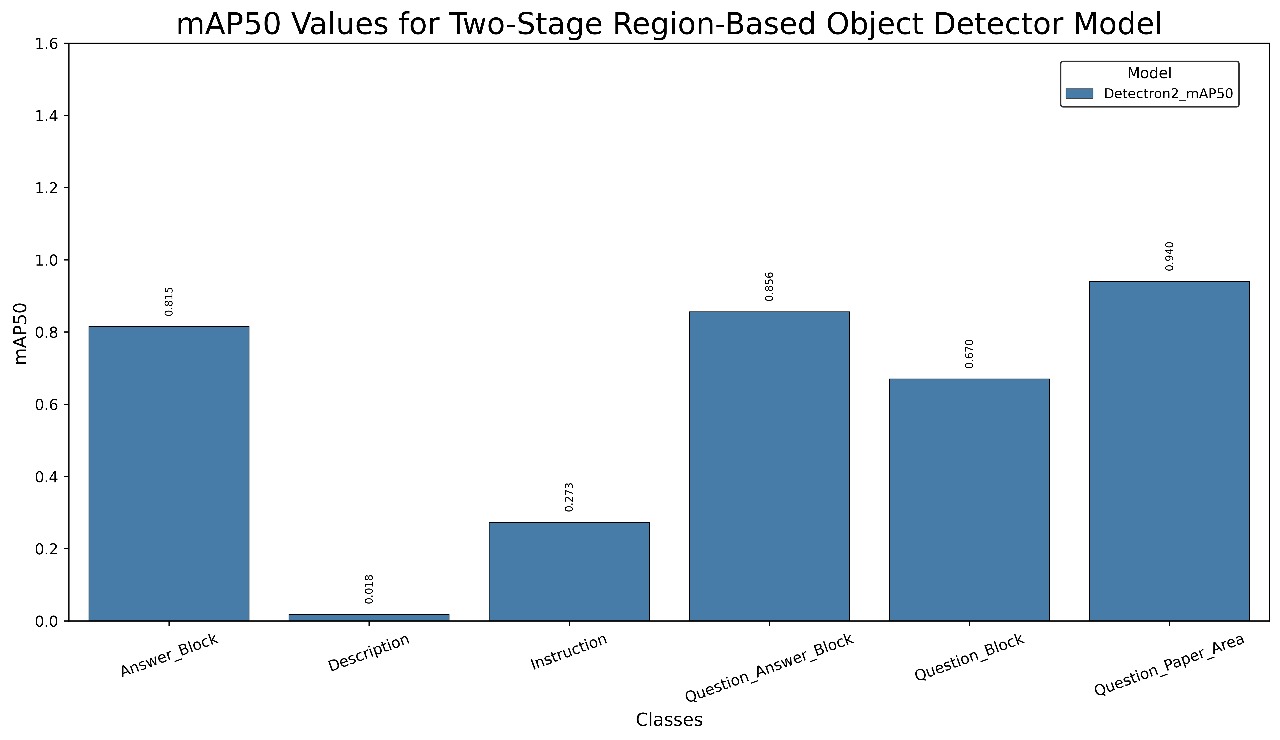 mAP50 Values for Two-Stage Region-Based Object Detector Model
Model
Detectron2_mAP50
mAP50
1.6
1.4
1.2
1.0
0.8
0.6
0.4
0.2
0.0
0.815
0.018
0.273
0.856
0.670
0.940
Answer_Block
Description
Instruction
Question_Answer_Block
Question_Block
Question_Paper_Area
Classes